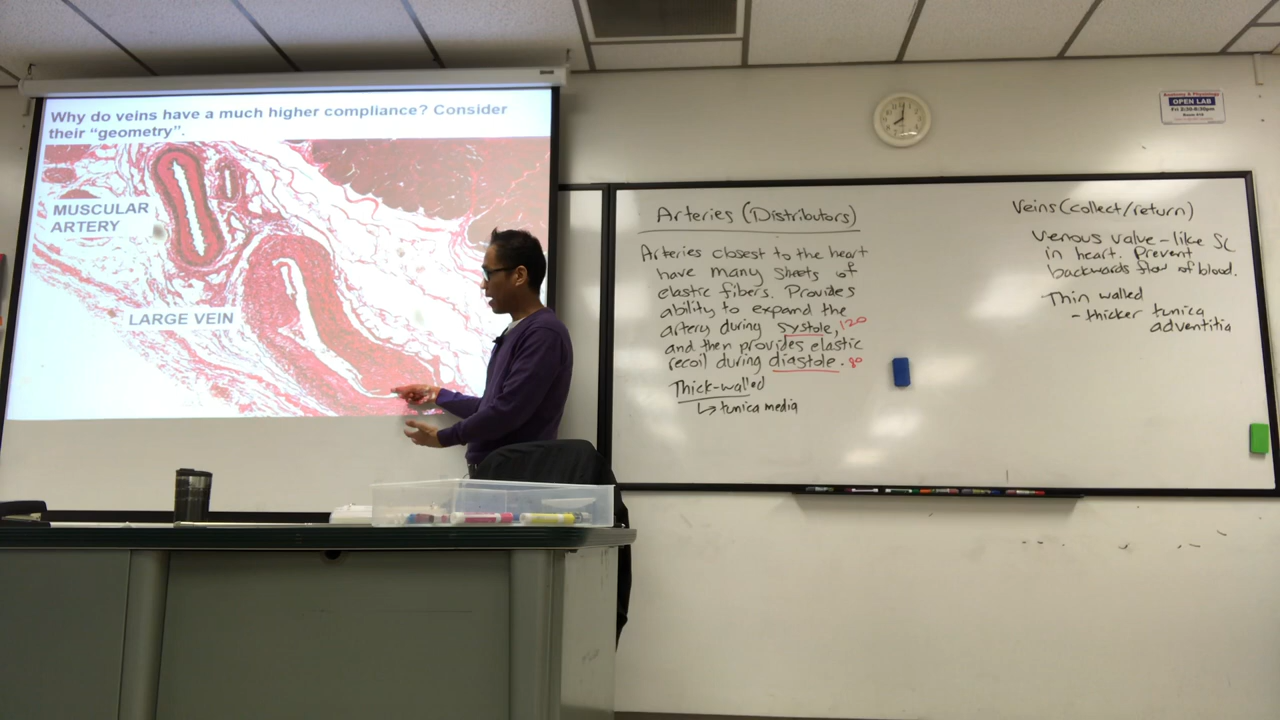 Why do veins have a much higher compliance? Consider
their “geometry”.
MUSCULAR
ARTERY
LARGE VEIN
Arteries (Distributors)
Arteries closest to the heart
have many sheets of
elastic fibers. Provides
ability to expand the
artery during systole, 120
and then provides elastic
recoil during diastole. 80
Thick-walled
↳ tunica media
Veins (collect/return)
venous valve - like SL
in heart. Prevent
backwards flow of blood.
Thin walled
- thicker tunica
adventitia
Anatomy & Physiology
OPEN LAB